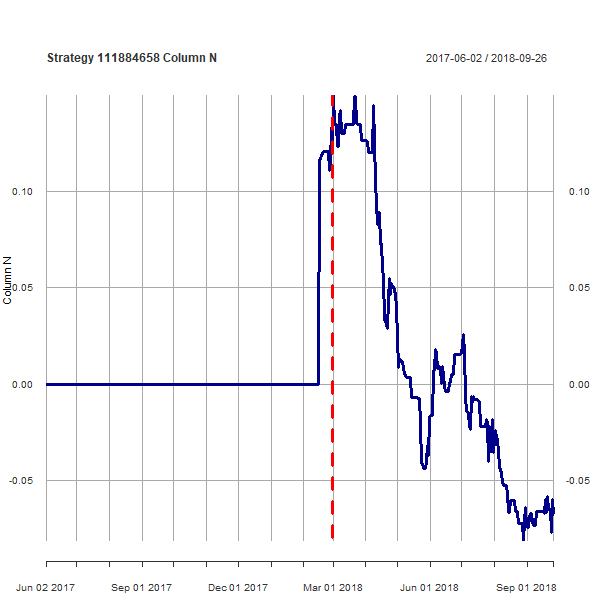 Strategy 111884658 Column N
2017-06-02 / 2018-09-26
0.10
0.10
Column N
0.05
0.05
0.00
0.00
-0.05
-0.05
Jun 02 2017
Sep 01 2017
Dec 01 2017
Mar 01 2018
Jun 01 2018
Sep 01 2018